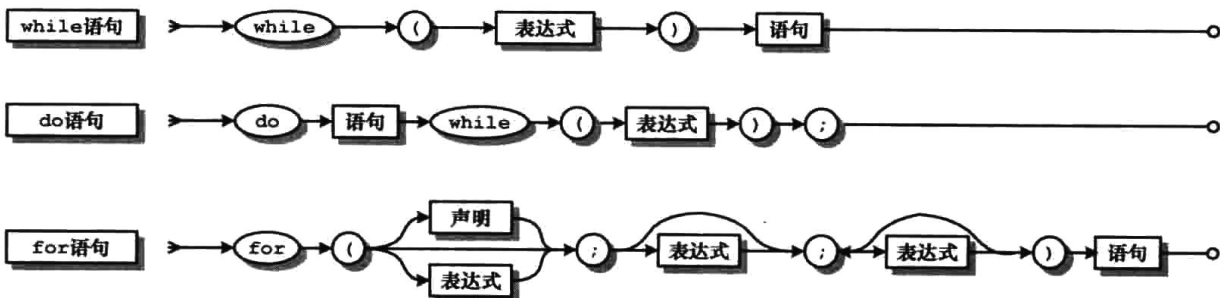 while语句 while ( 表达式 ) 语句
do语句 do 语句 while ( 表达式 ) ;
声明
for语句 for ( ; 表达式 ; 表达式 ) 语句
表达式